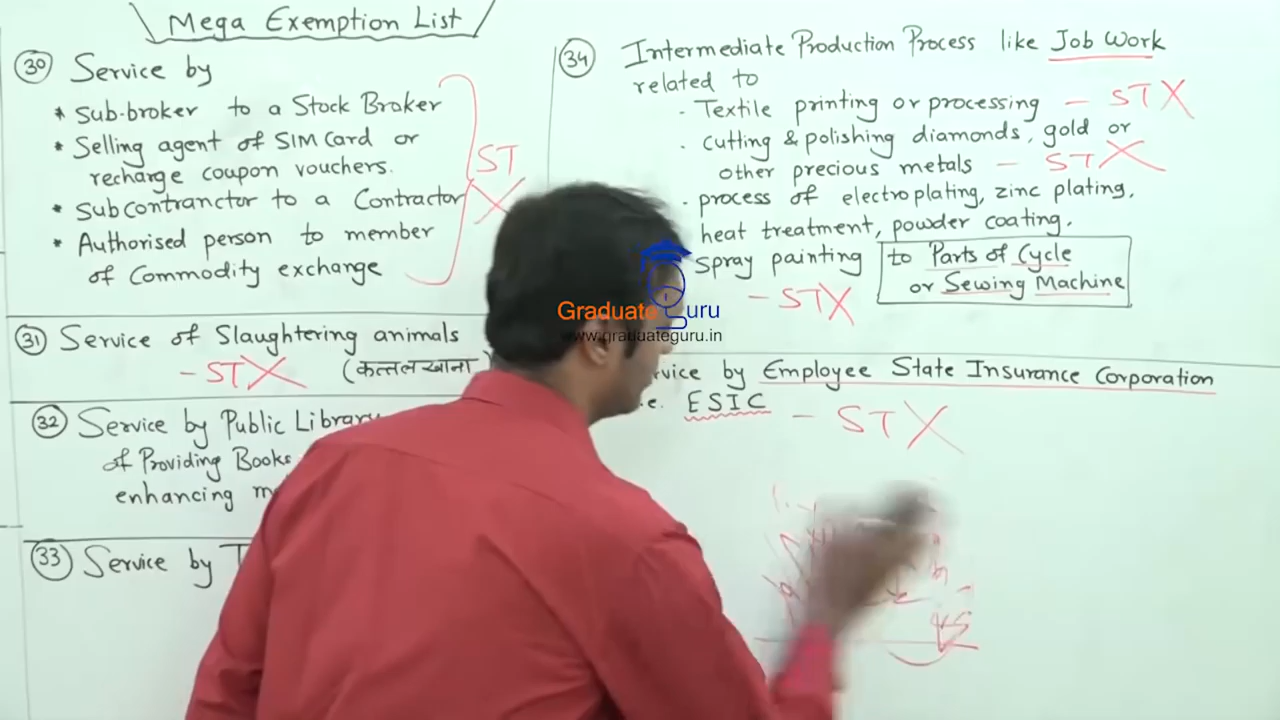 Mega Exemption List
30 Service by
* Sub-broker to a Stock Broker
* Selling agent of SIM Card or
recharge coupon vouchers.
* Subcontranctor to a Contractor
* Authorised person to member
of Commodity exchange
ST X
31 Service of Slaughtering animals
- ST X (कत्तलखाना)
32 Service by Public Library
of Providing Books
enhancing
33 Service by
34 Intermediate Production Process like Job Work
related to
· Textile printing or processing - ST X
· cutting & polishing diamonds, gold or
other precious metals - ST X
· process of electroplating, zinc plating,
heat treatment, powder coating,
spray painting to Parts of Cycle
or Sewing Machine
- ST X
by Employee State Insurance Corporation
ESIC - ST X
Graduate Guru
www.graduateguru.in